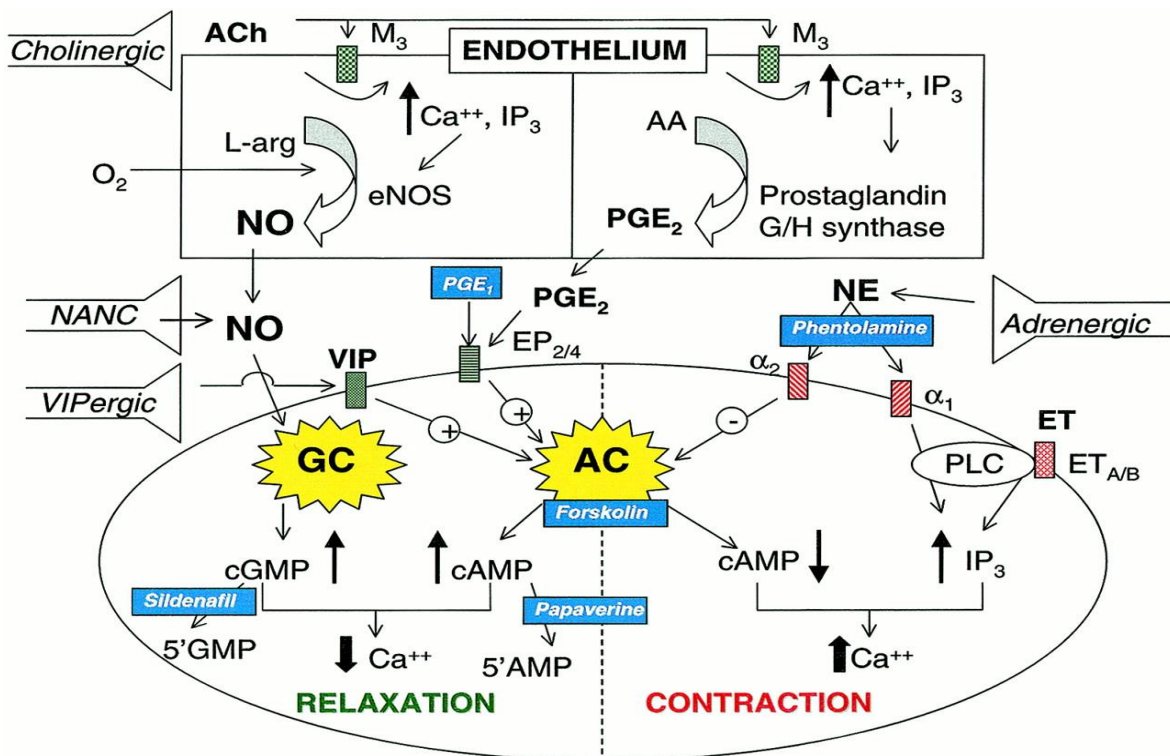 Cholinergic
ACh
M₃
ENDOTHELIUM
M₃
Ca⁺⁺, IP₃
Ca⁺⁺, IP₃
L-arg
AA
O₂
eNOS
Prostaglandin
G/H synthase
NO
PGE₂
NANC
NO
PGE₁
PGE₂
NE
Adrenergic
Phentolamine
EP₂/₄
VIP
α₂
α₁
VIPergic
+
+
-
ET
GC
AC
PLC
ET_A/B
Forskolin
cGMP
cAMP
cAMP
IP₃
Sildenafil
Papaverine
5'GMP
Ca⁺⁺
5'AMP
Ca⁺⁺
RELAXATION
CONTRACTION